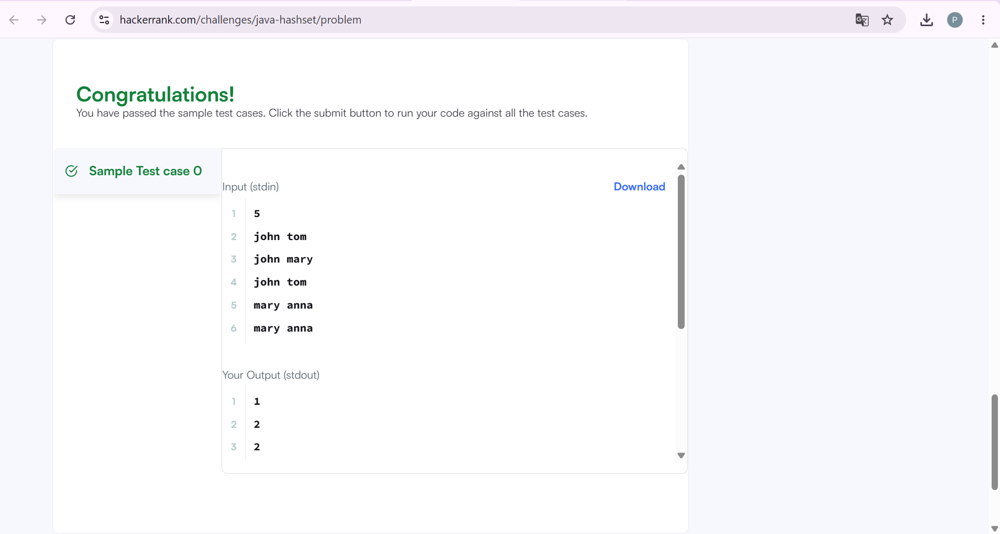 hackerrank.com/challenges/java-hashset/problem
P
Congratulations!
You have passed the sample test cases. Click the submit button to run your code against all the test cases.
Sample Test case 0
Input (stdin)
Download
1 5
2 john tom
3 john mary
4 john tom
5 mary anna
6 mary anna
Your Output (stdout)
1 1
2 2
3 2